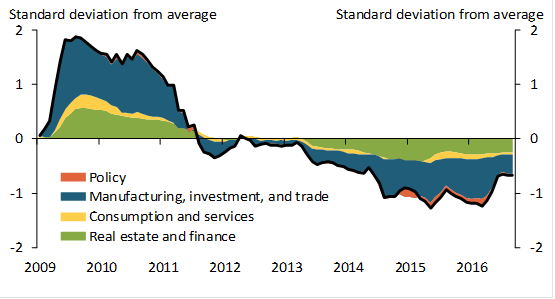 Standard deviation from average Standard deviation from average
2 2
1 1
0 0
-1 -1
-2 -2
Policy
Manufacturing, investment, and trade
Consumption and services
Real estate and finance
2009 2010 2011 2012 2013 2014 2015 2016